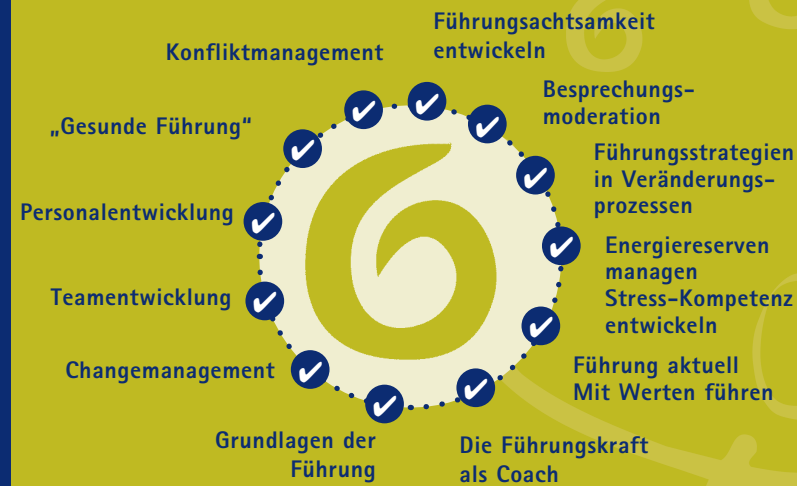 Führungsachtsamkeit
entwickeln
Besprechungs-
moderation
Führungsstrategien
in Veränderungs-
prozessen
Energiereserven
managen
Stress-Kompetenz
entwickeln
Führung aktuell
Mit Werten führen
Die Führungskraft
als Coach
Grundlagen der
Führung
Changemanagement
Teamentwicklung
Personalentwicklung
„Gesunde Führung“
Konfliktmanagement
6